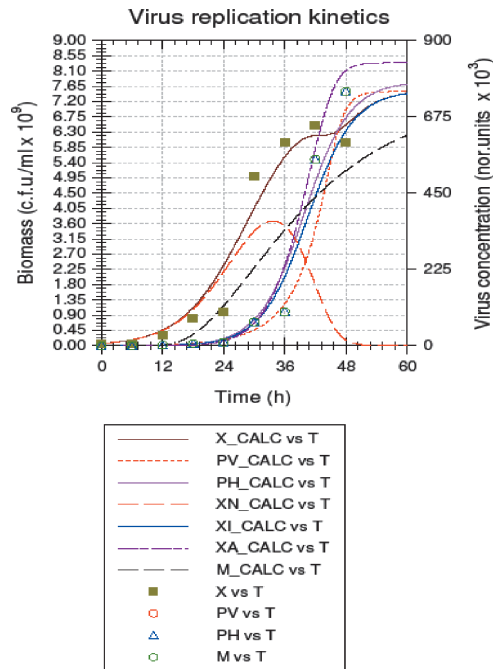 Virus replication kinetics
9.00
8.55
8.10
7.65
7.20
6.75
6.30
5.85
5.40
4.95
4.50
4.05
3.60
3.15
2.70
2.25
1.80
1.35
0.90
0.45
0.00
Biomass (c.f.u/ml x 10⁹)
900
675
450
225
0
Virus concentration (nor.units x 10³)
0 12 24 36 48 60
Time (h)
X_CALC vs T
PV_CALC vs T
PH_CALC vs T
XN_CALC vs T
XI_CALC vs T
XA_CALC vs T
M_CALC vs T
X vs T
PV vs T
PH vs T
M vs T